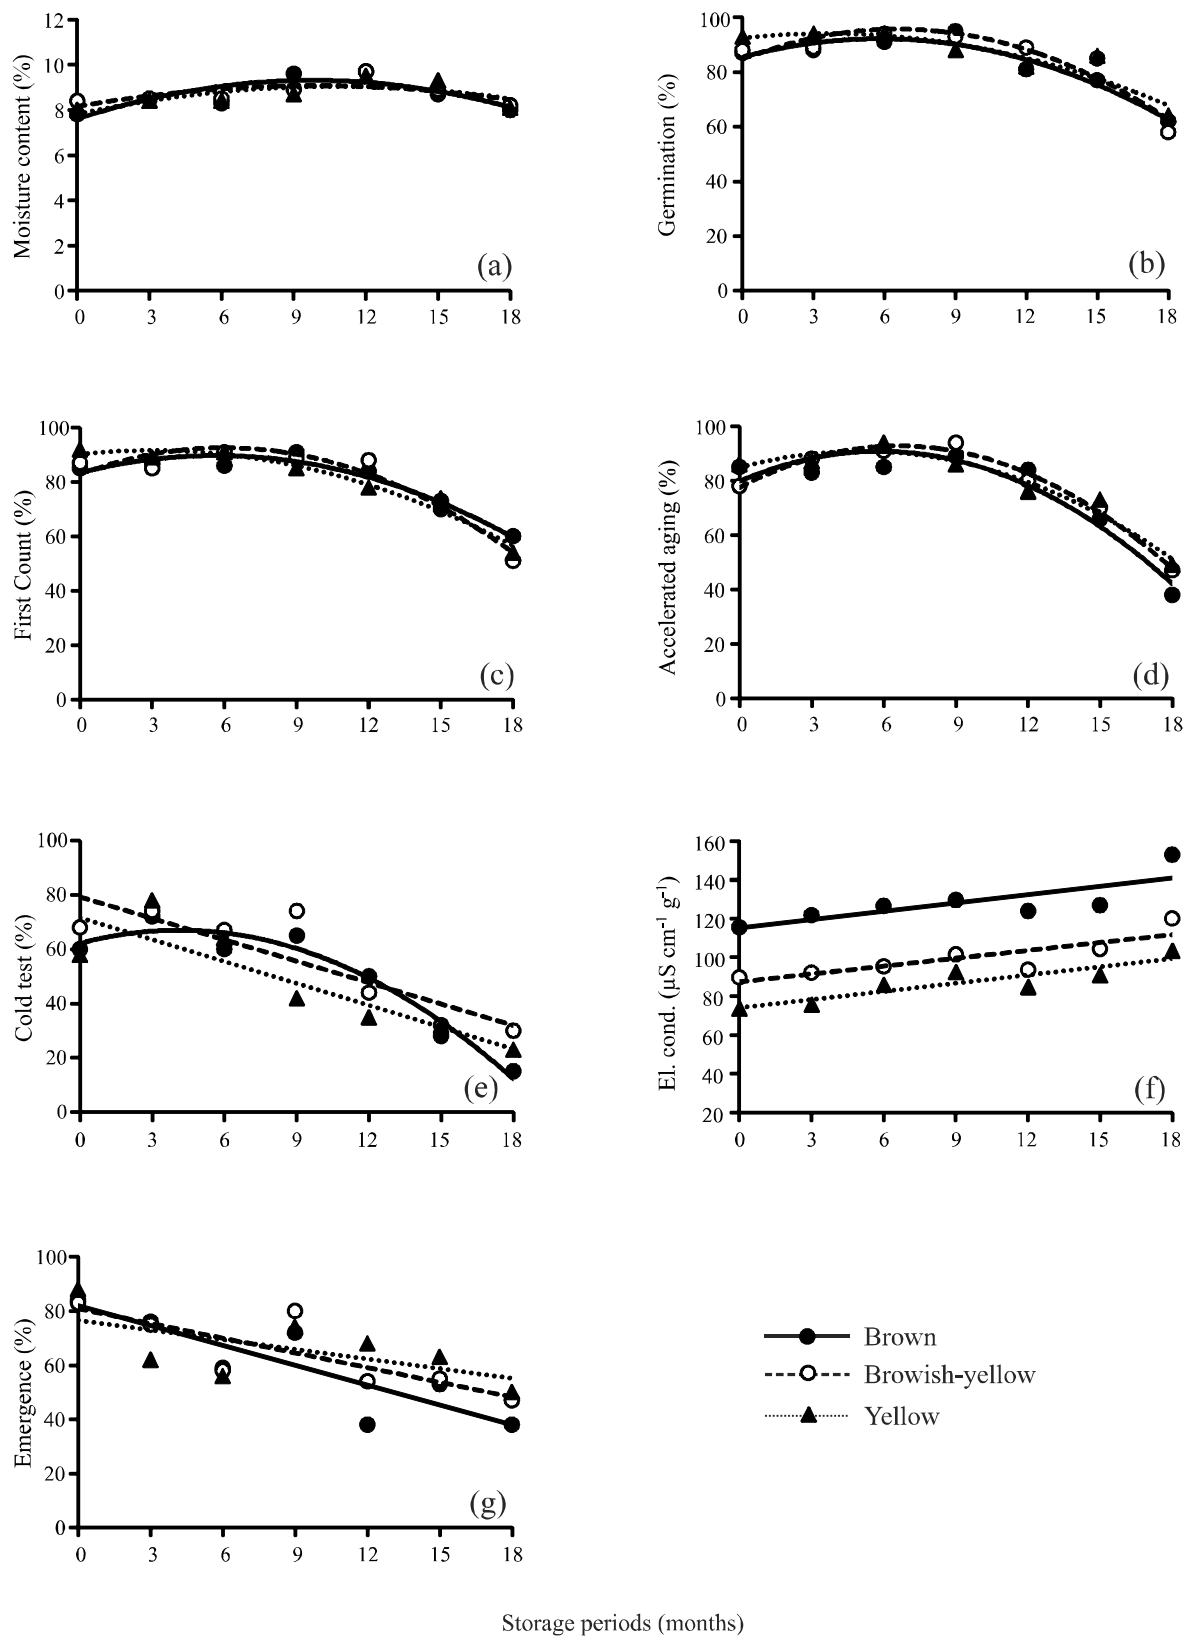 12
10
8
6
4
2
0
Moisture content (%)
(a)
0 3 6 9 12 15 18
100
80
60
40
20
0
Germination (%)
(b)
0 3 6 9 12 15 18
100
80
60
40
20
0
First Count (%)
(c)
0 3 6 9 12 15 18
100
80
60
40
20
0
Accelerated aging (%)
(d)
0 3 6 9 12 15 18
100
80
60
40
20
0
Cold test (%)
(e)
0 3 6 9 12 15 18
160
140
120
100
80
60
40
20
El. cond. (µS cm⁻¹ g⁻¹)
(f)
0 3 6 9 12 15 18
100
80
60
40
20
0
Emergence (%)
(g)
0 3 6 9 12 15 18
Brown
Browish-yellow
Yellow
Storage periods (months)